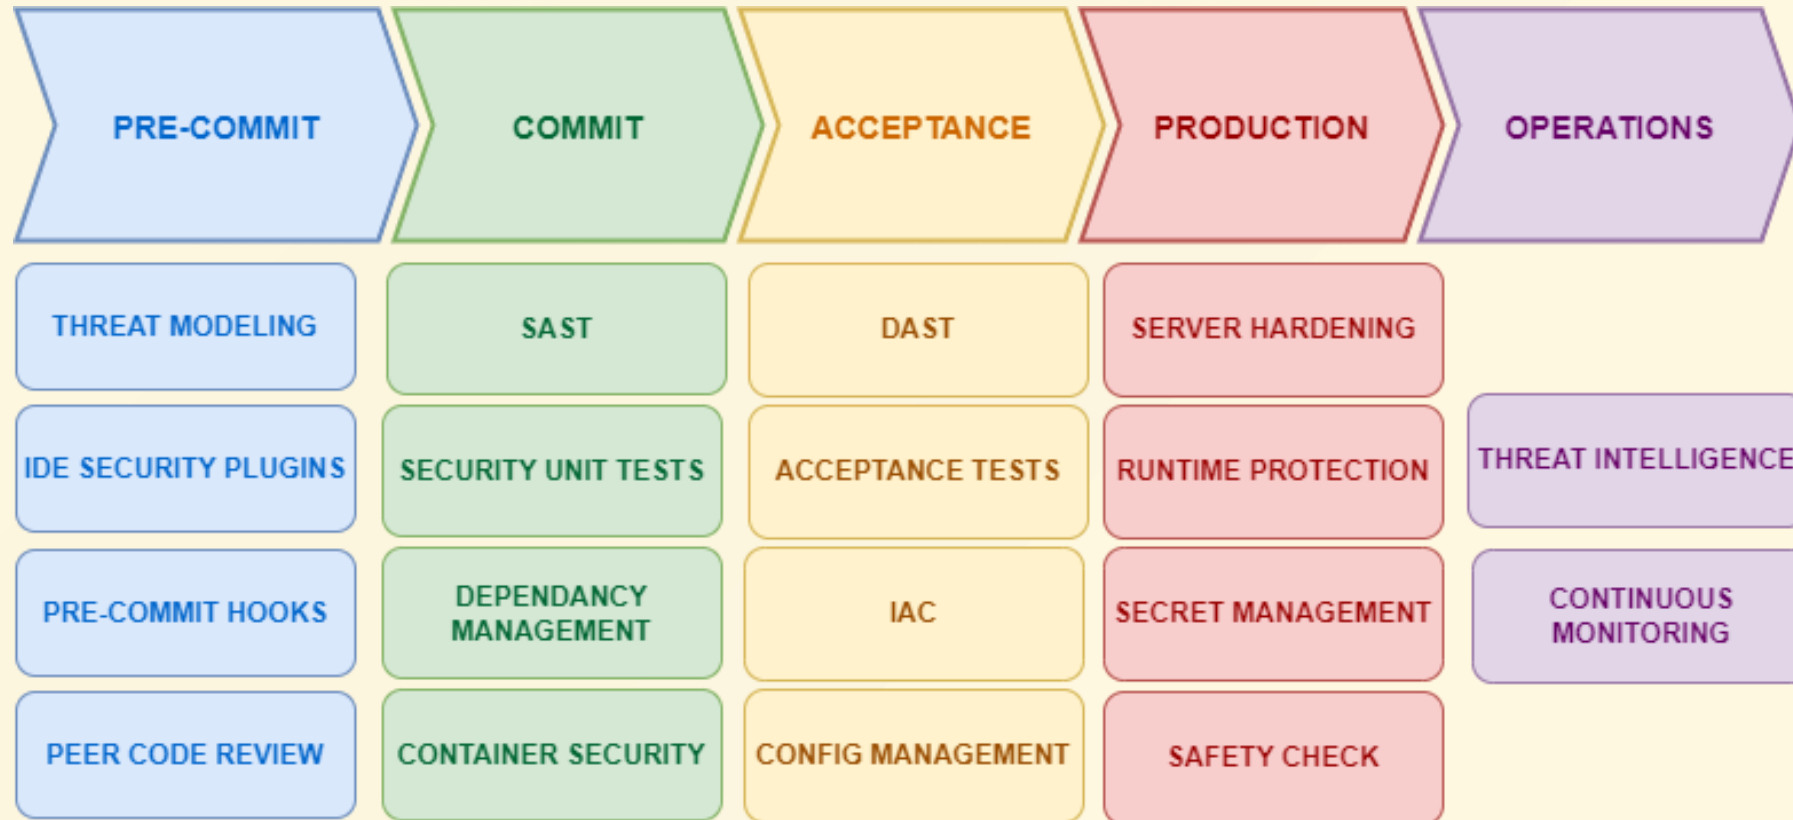 PRE-COMMIT
COMMIT
ACCEPTANCE
PRODUCTION
OPERATIONS
THREAT MODELING
SAST
DAST
SERVER HARDENING
IDE SECURITY PLUGINS
SECURITY UNIT TESTS
ACCEPTANCE TESTS
RUNTIME PROTECTION
THREAT INTELLIGENCE
PRE-COMMIT HOOKS
DEPENDANCY
MANAGEMENT
IAC
SECRET MANAGEMENT
CONTINUOUS
MONITORING
PEER CODE REVIEW
CONTAINER SECURITY
CONFIG MANAGEMENT
SAFETY CHECK